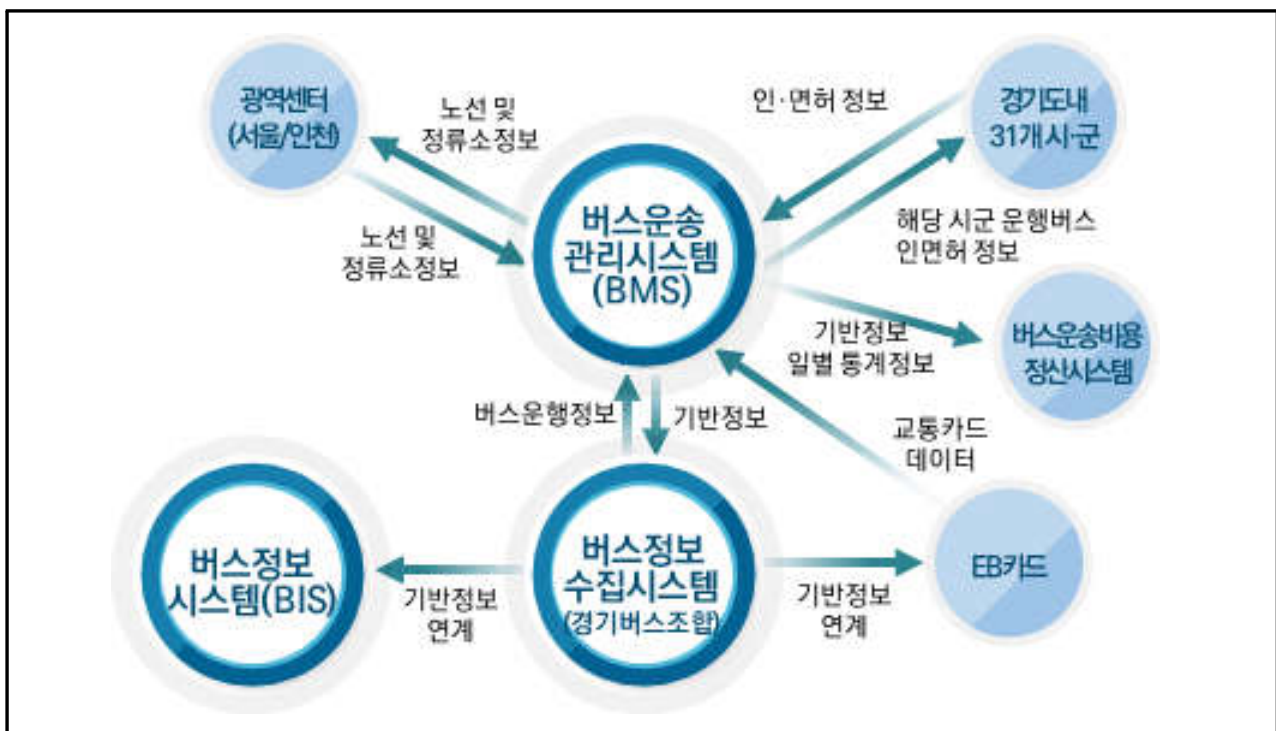 광역센터
(서울/인천)
노선 및
정류소정보
인·면허 정보
경기도내
31개시·군
노선 및
정류소정보
버스운송
관리시스템
(BMS)
해당 시군 운행버스
인면허 정보
기반정보
일별 통계정보
버스운송비용
정산시스템
버스운행정보
기반정보
교통카드
데이터
버스정보
시스템(BIS)
기반정보
연계
버스정보
수집시스템
(경기버스조합)
기반정보
연계
EB카드